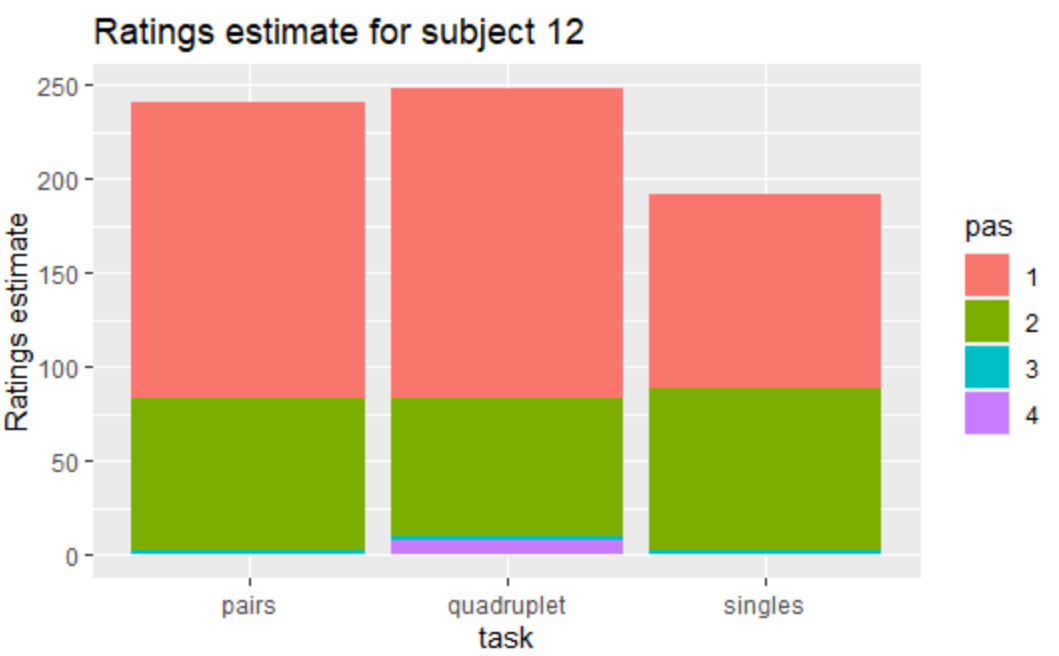 Ratings estimate for subject 12
Ratings estimate
250
200
150
100
50
0
pairs
quadruplet
singles
task
pas
1
2
3
4